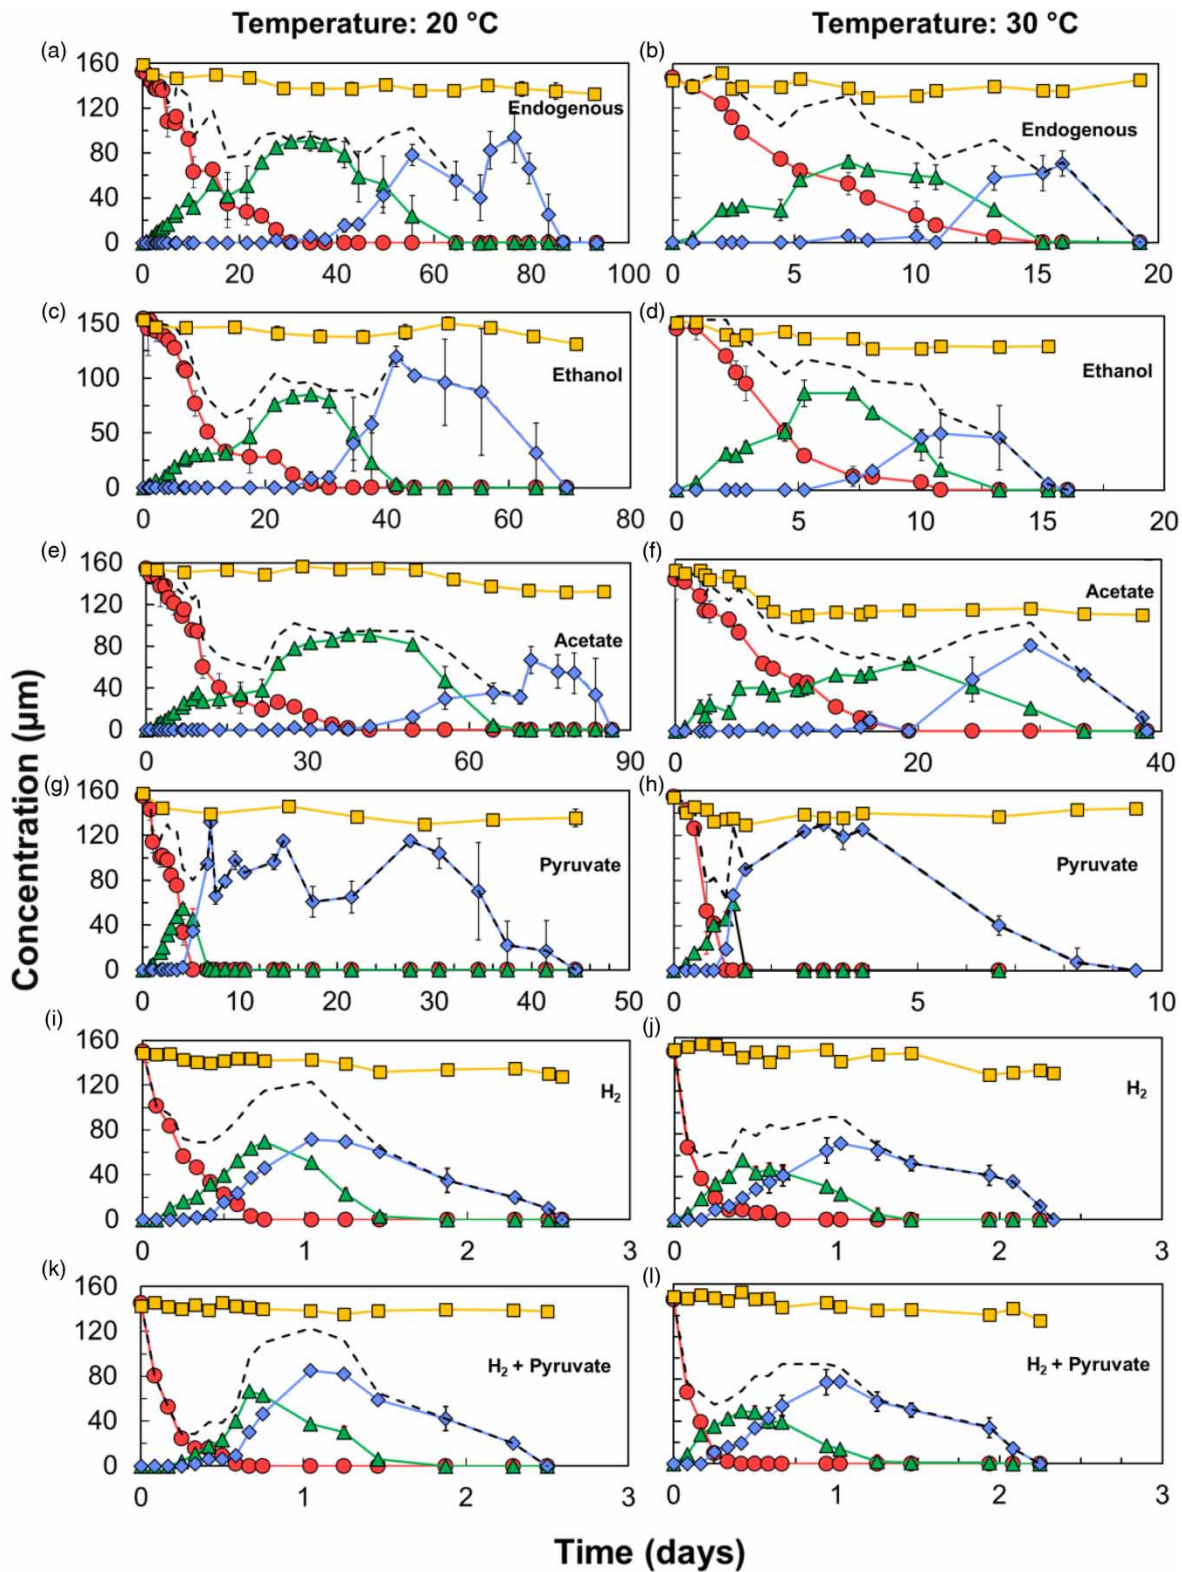 Temperature: 20 °C
Temperature: 30 °C
(a)
160
120
80
40
0
Endogenous
0 20 40 60 80 100
(b)
Endogenous
0 5 10 15 20
(c)
150
100
50
0
Ethanol
0 20 40 60 80
(d)
Ethanol
0 5 10 15 20
(e)
160
120
80
40
0
Acetate
0 30 60 90
(f)
Acetate
20 40
(g)
160
120
80
40
0
Pyruvate
0 10 20 30 40 50
(h)
Pyruvate
0 5 10
(i)
160
120
80
40
0
H₂
0 1 2 3
(j)
H₂
0 1 2 3
(k)
160
120
80
40
0
H₂ + Pyruvate
0 1 2 3
(l)
H₂ + Pyruvate
0 1 2 3
Concentration (µm)
Time (days)